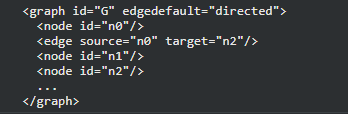 <graph id="G" edgedefault="directed">
<node id="n0"/>
<edge source="n0" target="n2"/>
<node id="n1"/>
<node id="n2"/>
...
</graph>